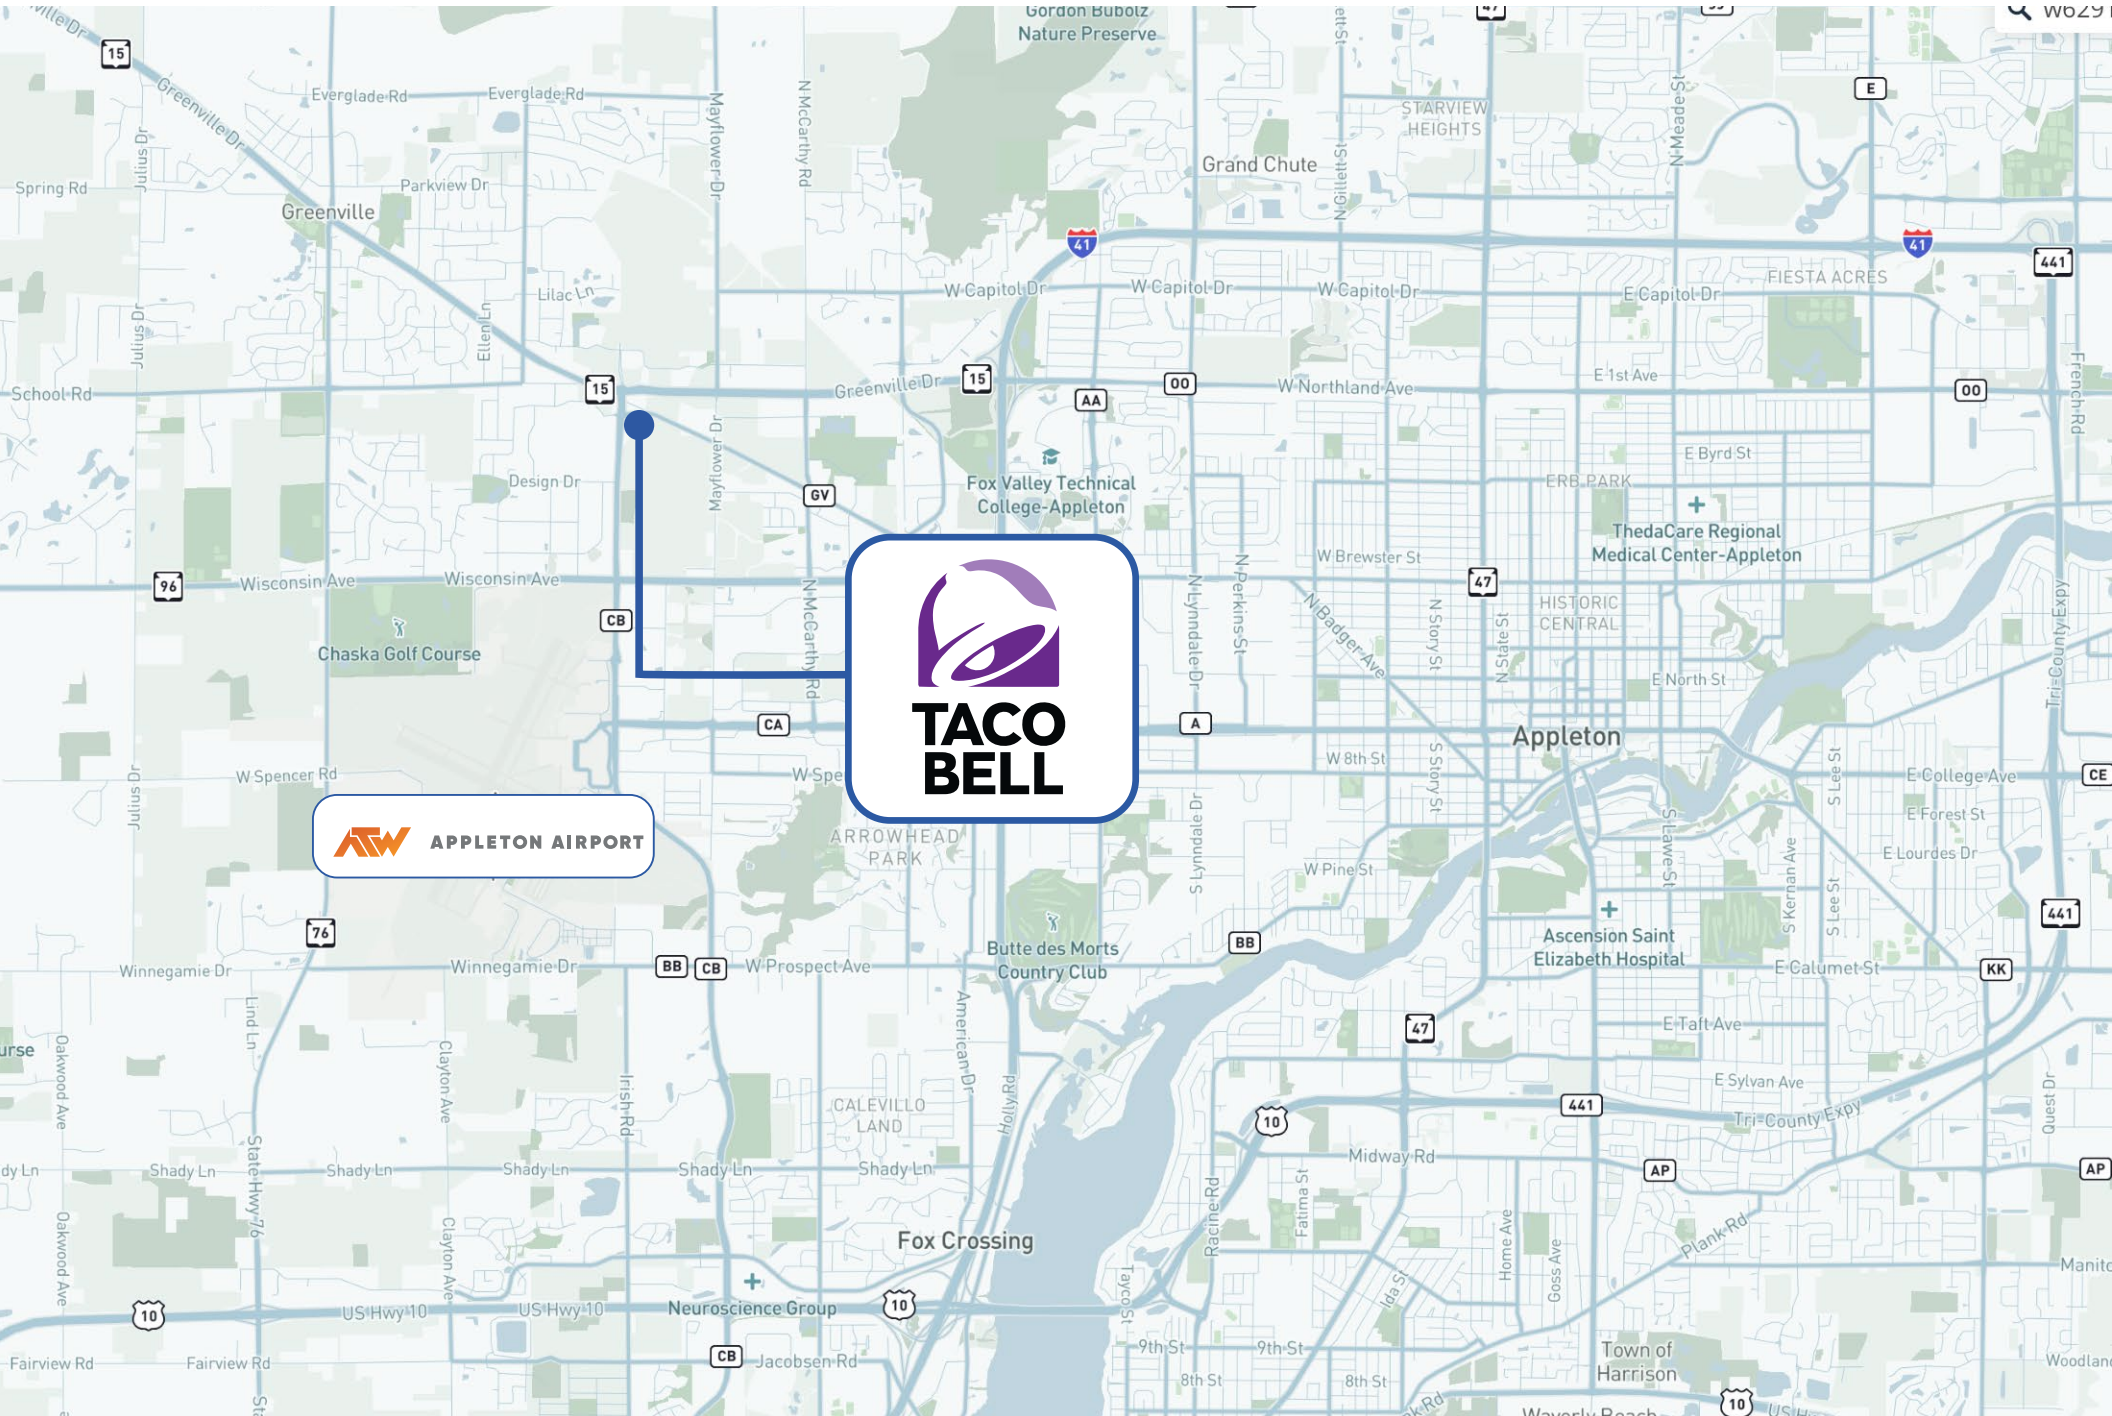 Gordon Bubolz
Nature Preserve
47
15
E
Greenville Dr
Everglade Rd
Everglade Rd
Mayflower Dr
N McCarthy Rd
STARVIEW
HEIGHTS
N Meade St
Julius Dr
Spring Rd
Parkview Dr
Grand Chute
N Gillett St
Greenville
41
41
441
FIESTA ACRES
Lilac Ln
W Capitol Dr
W Capitol Dr
W Capitol Dr
E Capitol Dr
Julius Dr
Ellen Ln
School Rd
15
Greenville Dr
15
AA
OO
W Northland Ave
E 1st Ave
OO
French Rd
Mayflower Dr
E Byrd St
Design Dr
GV
Fox Valley Technical
College-Appleton
ERB PARK
ThedaCare Regional
Medical Center-Appleton
W Brewster St
96
Wisconsin Ave
Wisconsin Ave
47
CB
N McCarthy Rd
N Lynndale Dr
N Perkins St
N Badger Ave
N Story St
N State St
HISTORIC
CENTRAL
Tri-County Expy
Chaska Golf Course
E North St
TACO
BELL
CA
A
Appleton
W Spencer Rd
W Spe
W 8th St
S Story St
E College Ave
CE
Julius Dr
S Lee St
E Forest St
ATW APPLETON AIRPORT
ARROWHEAD
PARK
S Lynndale Dr
W Pine St
S Lawe St
S Kernan Ave
E Lourdes Dr
S Lee St
76
441
Butte des Morts
Country Club
BB
Ascension Saint
Elizabeth Hospital
Winnegamie Dr
Winnegamie Dr
BB
CB
W Prospect Ave
E Calumet St
KK
Lind Ln
American Dr
47
E Taft Ave
urse
Oakwood Ave
Clayton Ave
Irish Rd
Holly Rd
E Sylvan Ave
CALEVILLO
LAND
10
441
Tri-County Expy
Quest Dr
dy Ln
Shady Ln
Shady Ln
Shady Ln
Shady Ln
Shady Ln
Midway Rd
AP
AP
State Hwy 76
Oakwood Ave
Clayton Ave
Fox Crossing
Racine Rd
Fatima St
Home Ave
Goss Ave
Plank Rd
Manito
Neuroscience Group
10
US Hwy 10
US Hwy 10
10
Tayco St
Ida St
Fairview Rd
Fairview Rd
CB
Jacobsen Rd
9th St
9th St
Town of
Harrison
Woodlan
8th St
8th St
10